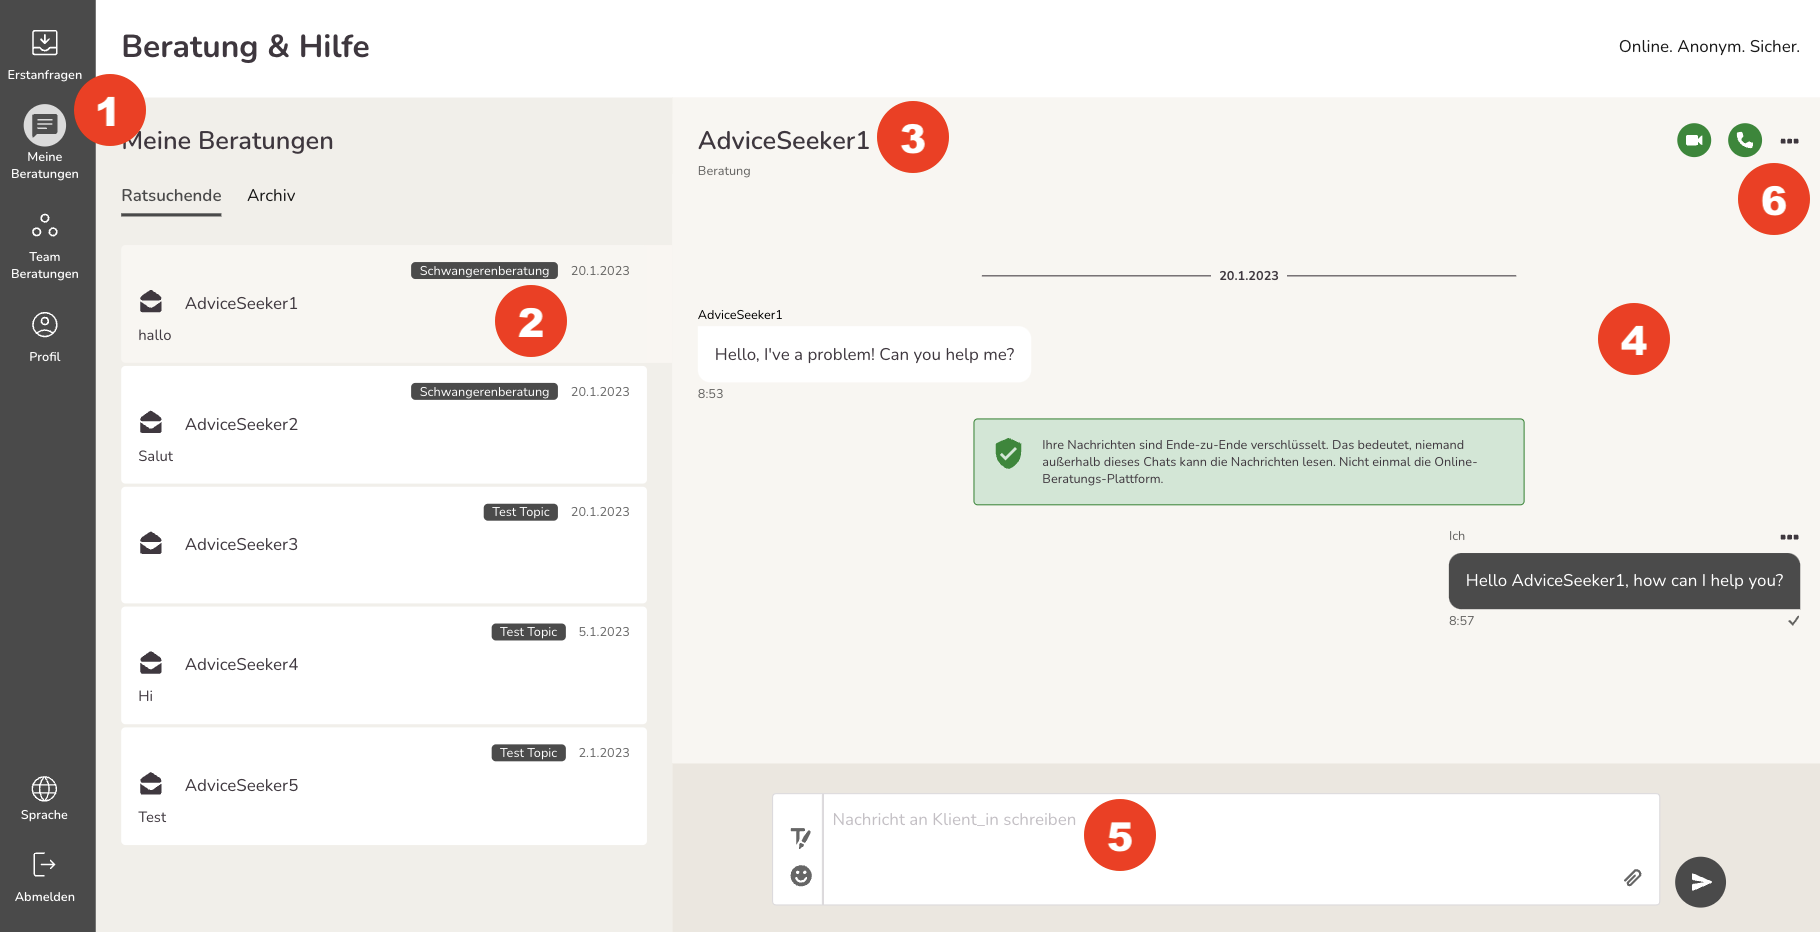 Erstanfragen
Meine
Beratungen
Team
Beratungen
Profil
Sprache
Abmelden
1
Beratung & Hilfe
Online. Anonym. Sicher.
Meine Beratungen
Ratsuchende Archiv
Schwangerenberatung 20.1.2023
AdviceSeeker1
hallo
2
Schwangerenberatung 20.1.2023
AdviceSeeker2
Salut
Test Topic 20.1.2023
AdviceSeeker3
Test Topic 5.1.2023
AdviceSeeker4
Hi
Test Topic 2.1.2023
AdviceSeeker5
Test
AdviceSeeker1
3
Beratung
6
20.1.2023
AdviceSeeker1
Hello, I've a problem! Can you help me?
8:53
4
Ihre Nachrichten sind Ende-zu-Ende verschlüsselt. Das bedeutet, niemand
außerhalb dieses Chats kann die Nachrichten lesen. Nicht einmal die Online-
Beratungs-Plattform.
Ich
Hello AdviceSeeker1, how can I help you?
8:57
Nachricht an Klient_in schreiben
5